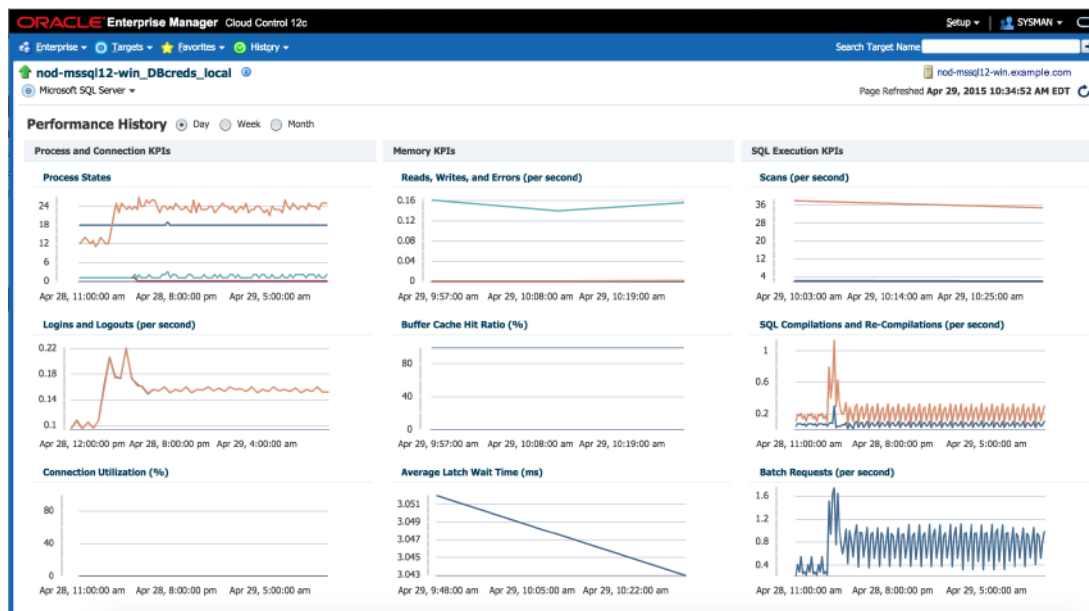 ORACLE Enterprise Manager Cloud Control 12c
Setup SYSMAN
Enterprise Targets Favorites History
Search Target Name
nod-mssql12-win_DBcreds_local
nod-mssql12-win.example.com
Microsoft SQL Server
Page Refreshed Apr 29, 2015 10:34:52 AM EDT
Performance History Day Week Month
Process and Connection KPIs
Process States
24
18
12
6
0
Apr 28, 11:00:00 am Apr 28, 8:00:00 pm Apr 29, 5:00:00 am
Logins and Logouts (per second)
0.22
0.18
0.14
0.1
Apr 28, 12:00:00 pm Apr 28, 8:00:00 pm Apr 29, 4:00:00 am
Connection Utilization (%)
80
40
0
Apr 28, 11:00:00 am Apr 28, 8:00:00 pm Apr 29, 5:00:00 am
Memory KPIs
Reads, Writes, and Errors (per second)
0.16
0.12
0.08
0.04
0
Apr 29, 9:57:00 am Apr 29, 10:08:00 am Apr 29, 10:19:00 am
Buffer Cache Hit Ratio (%)
80
40
0
Apr 29, 9:57:00 am Apr 29, 10:08:00 am Apr 29, 10:19:00 am
Average Latch Wait Time (ms)
3.051
3.049
3.047
3.045
3.043
Apr 29, 9:48:00 am Apr 29, 10:05:00 am Apr 29, 10:22:00 am
SQL Execution KPIs
Scans (per second)
36
28
20
12
4
Apr 29, 10:03:00 am Apr 29, 10:14:00 am Apr 29, 10:25:00 am
SQL Compilations and Re-Compilations (per second)
1
0.6
0.2
Apr 28, 11:00:00 am Apr 28, 8:00:00 pm Apr 29, 5:00:00 am
Batch Requests (per second)
1.6
1.2
0.8
0.4
Apr 28, 11:00:00 am Apr 28, 8:00:00 pm Apr 29, 5:00:00 am